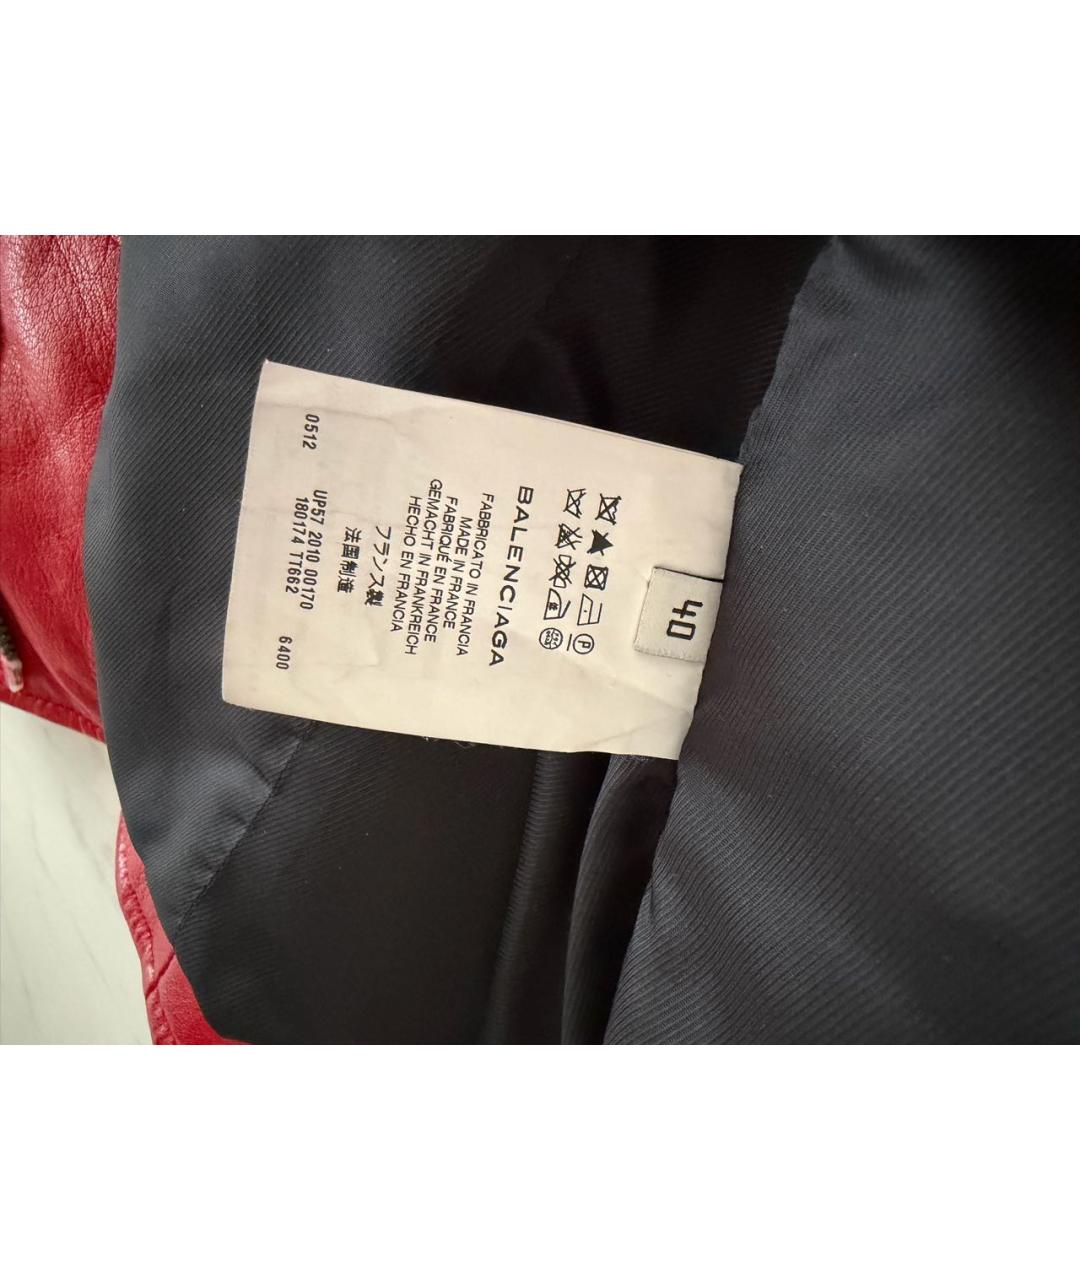 40
P
BALENCIAGA
FABBRICATO IN FRANCIA
MADE IN FRANCE
FABRIQUÉ EN FRANCE
GEMACHT IN FRANKREICH
HECHO EN FRANCIA
フランス製
法国制造
UP57 2010 00170
180174 TT662
0512
6400